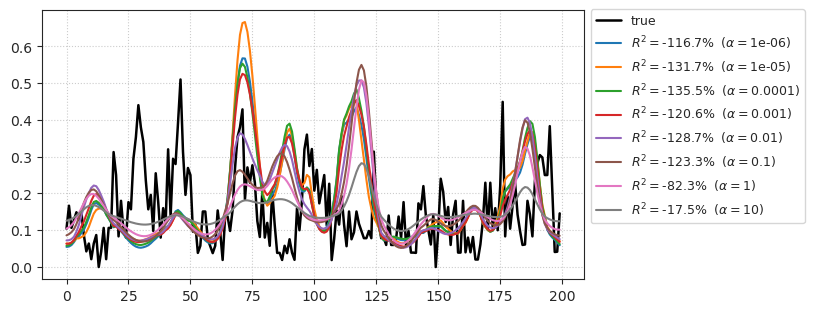 true
R² = -116.7% (α = 1e-06)
R² = -131.7% (α = 1e-05)
R² = -135.5% (α = 0.0001)
R² = -120.6% (α = 0.001)
R² = -128.7% (α = 0.01)
R² = -123.3% (α = 0.1)
R² = -82.3% (α = 1)
R² = -17.5% (α = 10)
0.6
0.5
0.4
0.3
0.2
0.1
0.0
0 25 50 75 100 125 150 175 200